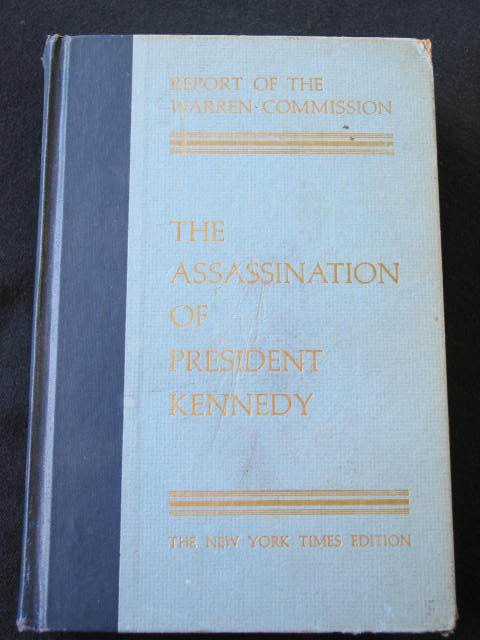 REPORT OF THE
WARREN·COMMISSION
THE
ASSASSINATION
OF
PRESIDENT
KENNEDY
THE NEW YORK TIMES EDITION